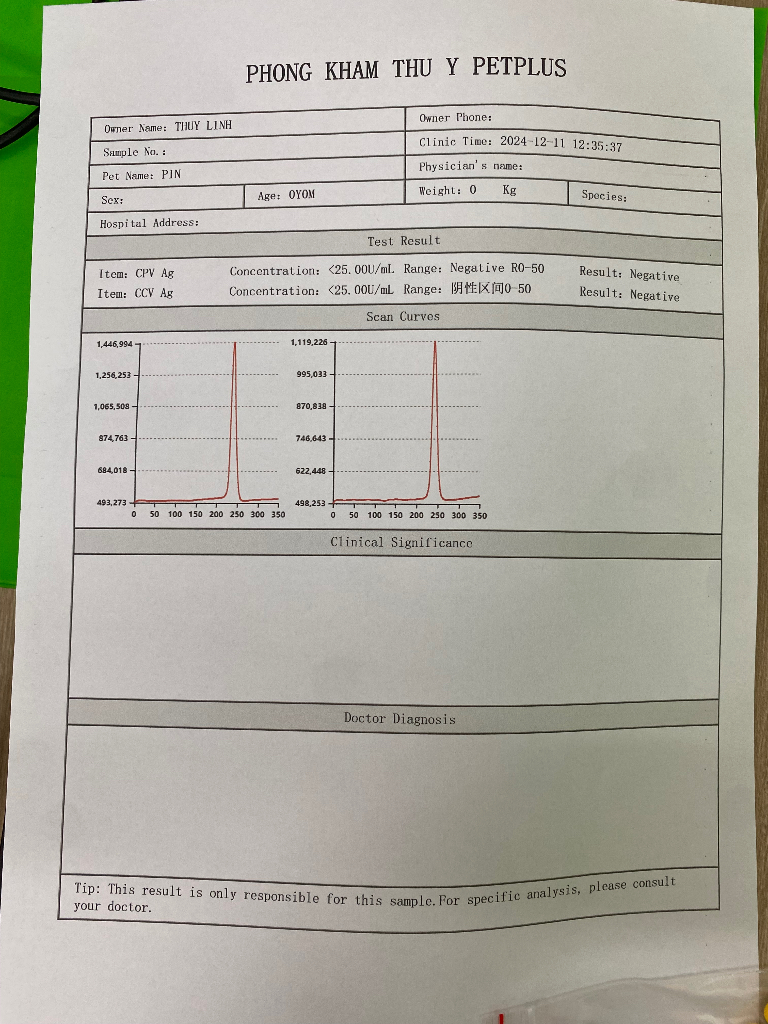 PHONG KHAM THU Y PETPLUS
Owner Name: THUY LINH
Owner Phone:
Sample No.:
Clinic Time: 2024-12-11 12:35:37
Pet Name: PIN
Physician's name:
Sex:
Age: 0Y0M
Weight: 0 Kg
Species:
Hospital Address:
Test Result
Item: CPV Ag Concentration: <25.00U/mL Range: Negative R0-50 Result: Negative
Item: CCV Ag Concentration: <25.00U/mL Range: 阴性区间0-50 Result: Negative
Scan Curves
1,446,994
1,256,253
1,065,508
874,763
684,018
493,273
0 50 100 150 200 250 300 350
1,119,226
995,033
870,838
746,643
622,448
498,253
0 50 100 150 200 250 300 350
Clinical Significance
Doctor Diagnosis
Tip: This result is only responsible for this sample.For specific analysis, please consult
your doctor.